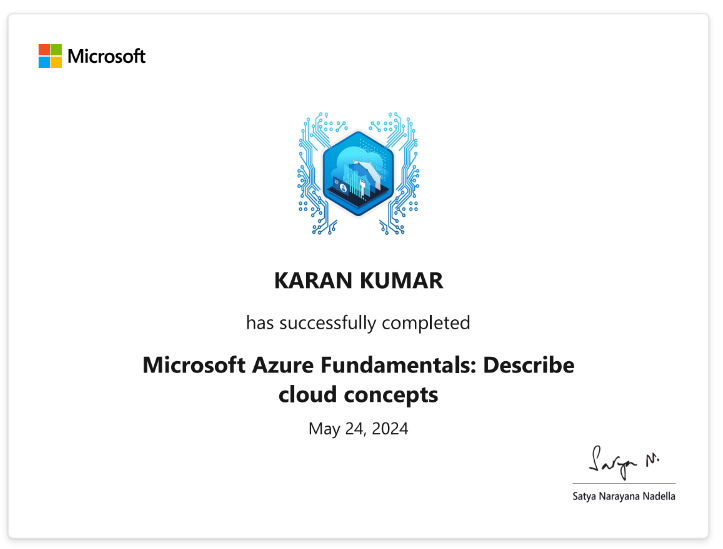 Microsoft
KARAN KUMAR
has successfully completed
Microsoft Azure Fundamentals: Describe
cloud concepts
May 24, 2024
Satya N.
Satya Narayana Nadella